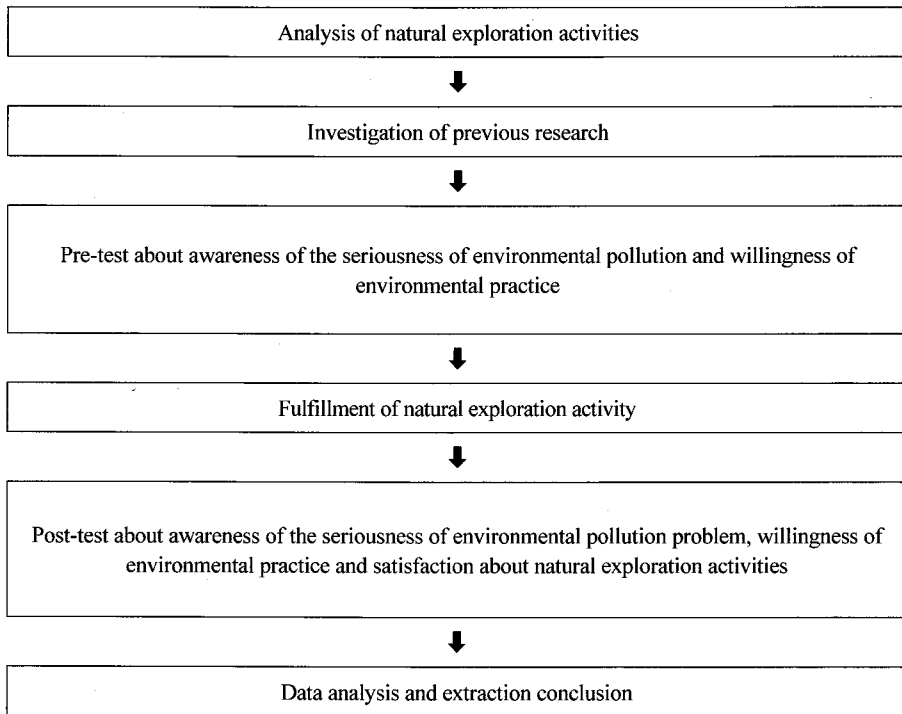 Analysis of natural exploration activities
Investigation of previous research
Pre-test about awareness of the seriousness of environmental pollution and willingness of
environmental practice
Fulfillment of natural exploration activity
Post-test about awareness of the seriousness of environmental pollution problem, willingness of
environmental practice and satisfaction about natural exploration activities
Data analysis and extraction conclusion